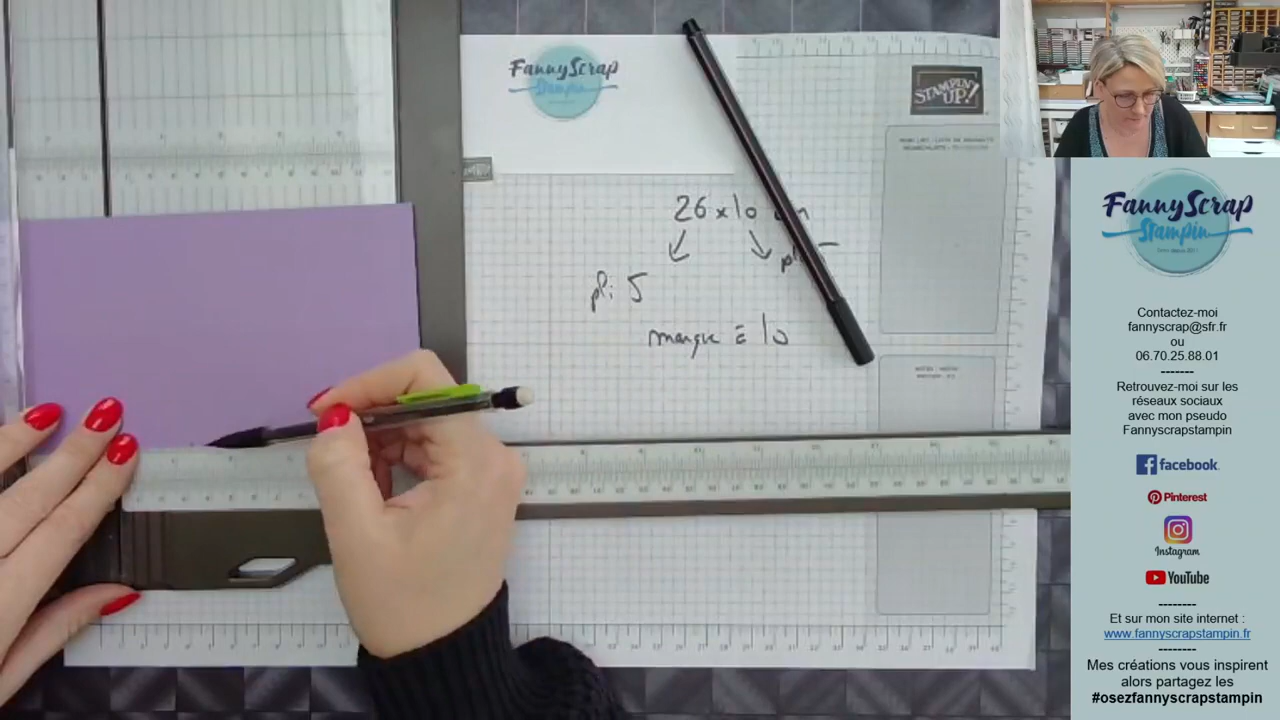 FannyScrap
Stampin
STAMPIN'
UP!
26 x 10
pli 5
marque à 10
FannyScrap
Stampin
Contactez-moi
fannyscrap@sfr.fr
ou
06.70.25.88.01
-------
Retrouvez-moi sur les
réseaux sociaux
avec mon pseudo
Fannyscrapstampin
facebook.
Pinterest
Instagram
YouTube
--------
Et sur mon site internet :
www.fannyscrapstampin.fr
--------
Mes créations vous inspirent
alors partagez les
#osezfannyscrapstampin